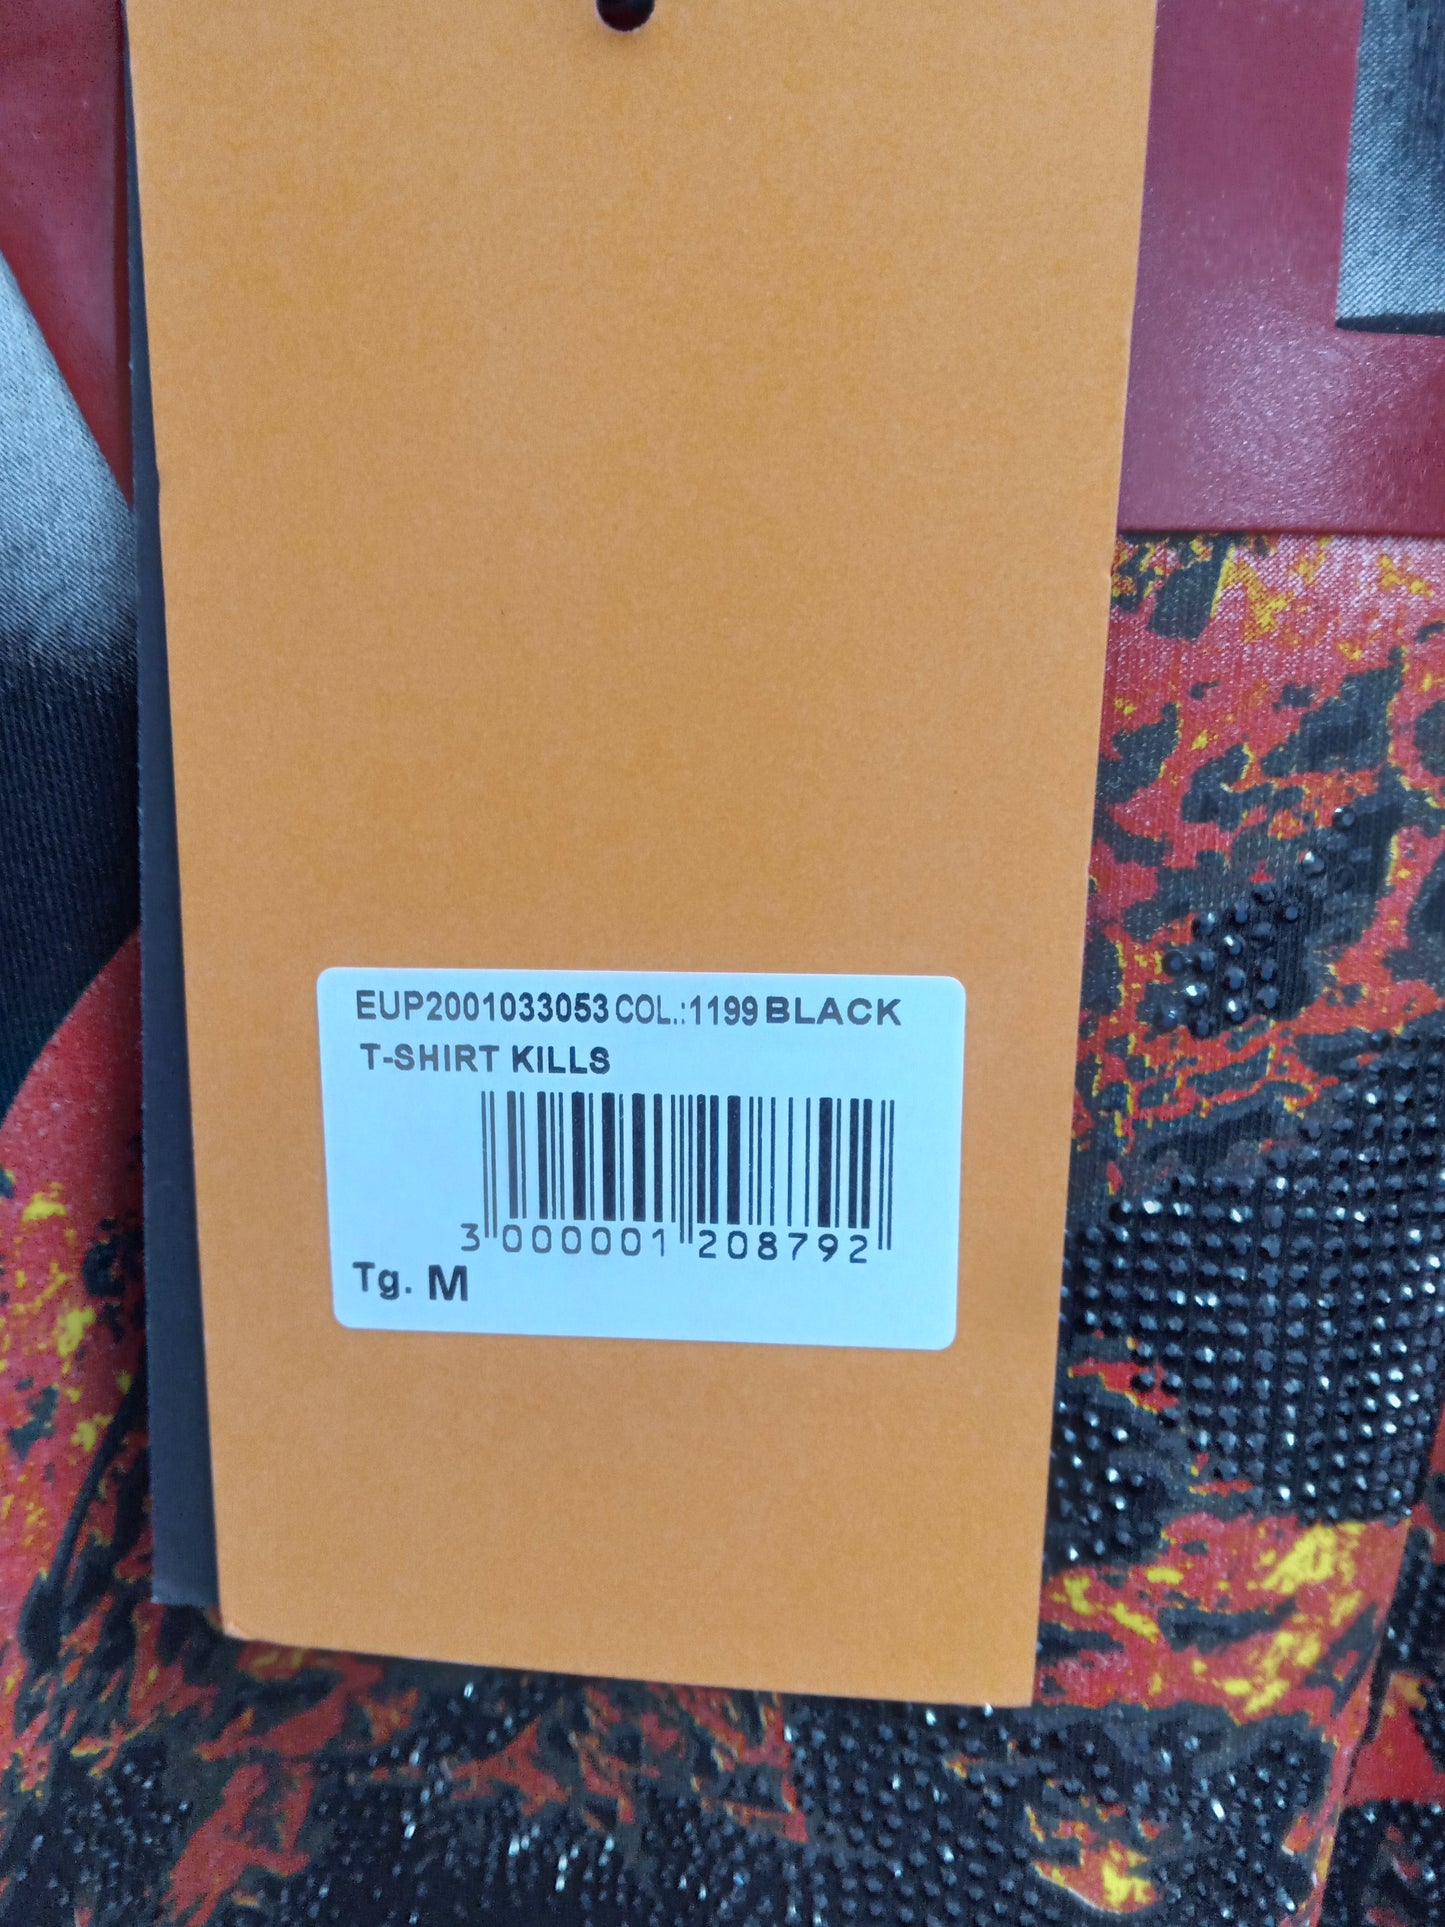 EUP2001033053 COL.:1199 BLACK
T-SHIRT KILLS
3 000001 208792
Tg. M